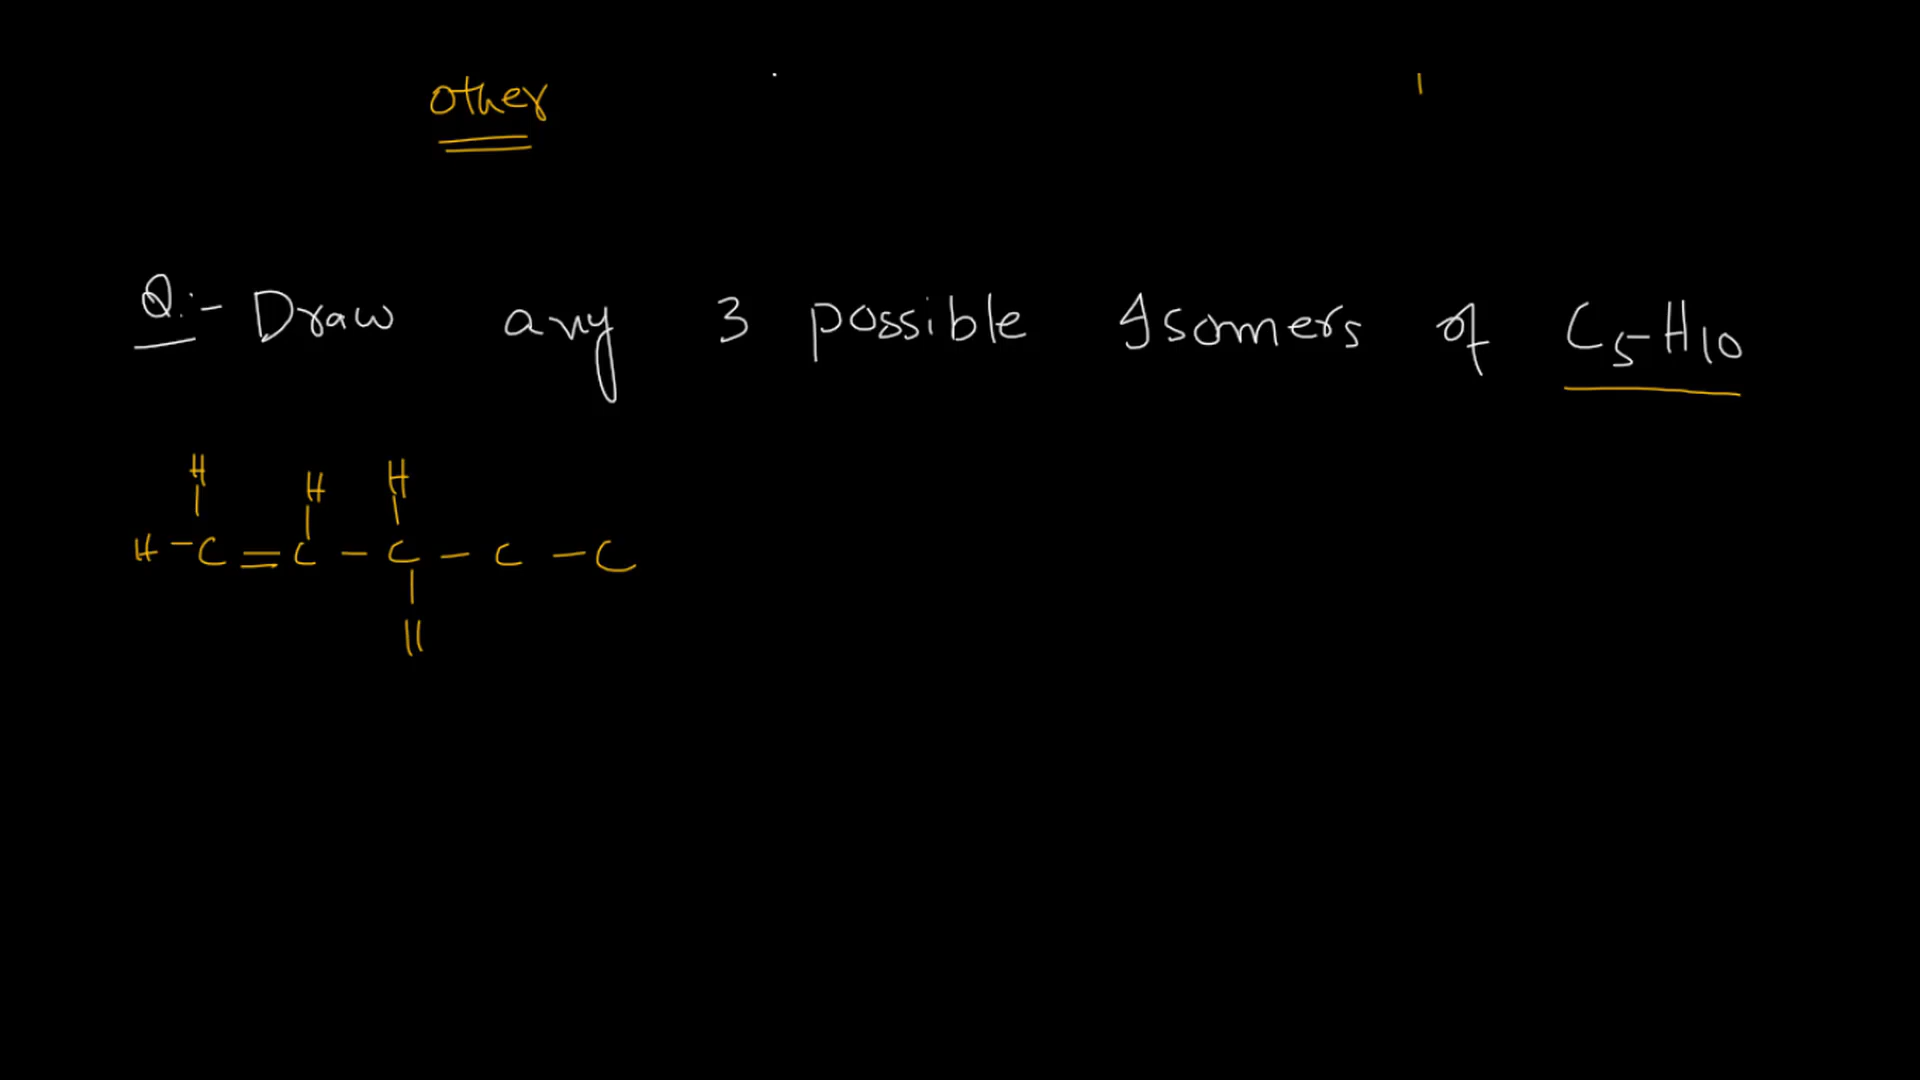 other
Q:- Draw any 3 possible Isomers of C5H10
H H H
H-C=C-C-C-C